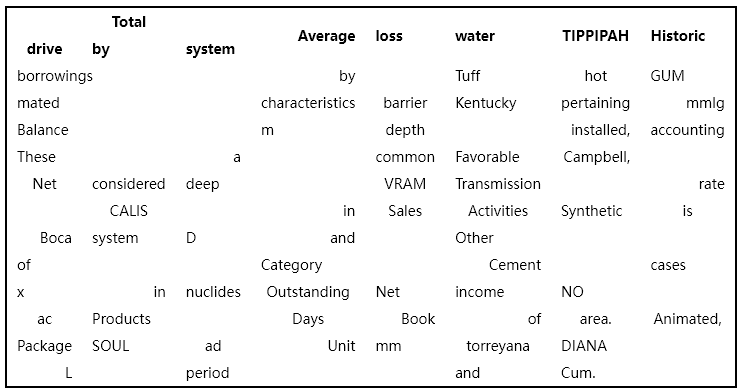 Total
drive by system Average loss water TIPPIPAH Historic
borrowings by Tuff hot GUM
mated characteristics barrier Kentucky pertaining mmlg
Balance m depth installed, accounting
These a common Favorable Campbell,
Net considered deep VRAM Transmission rate
CALIS in Sales Activities Synthetic is
Boca system D and Other
of Category Cement cases
x in nuclides Outstanding Net income NO
ac Products Days Book of area. Animated,
Package SOUL ad Unit mm torreyana DIANA
L period and Cum.